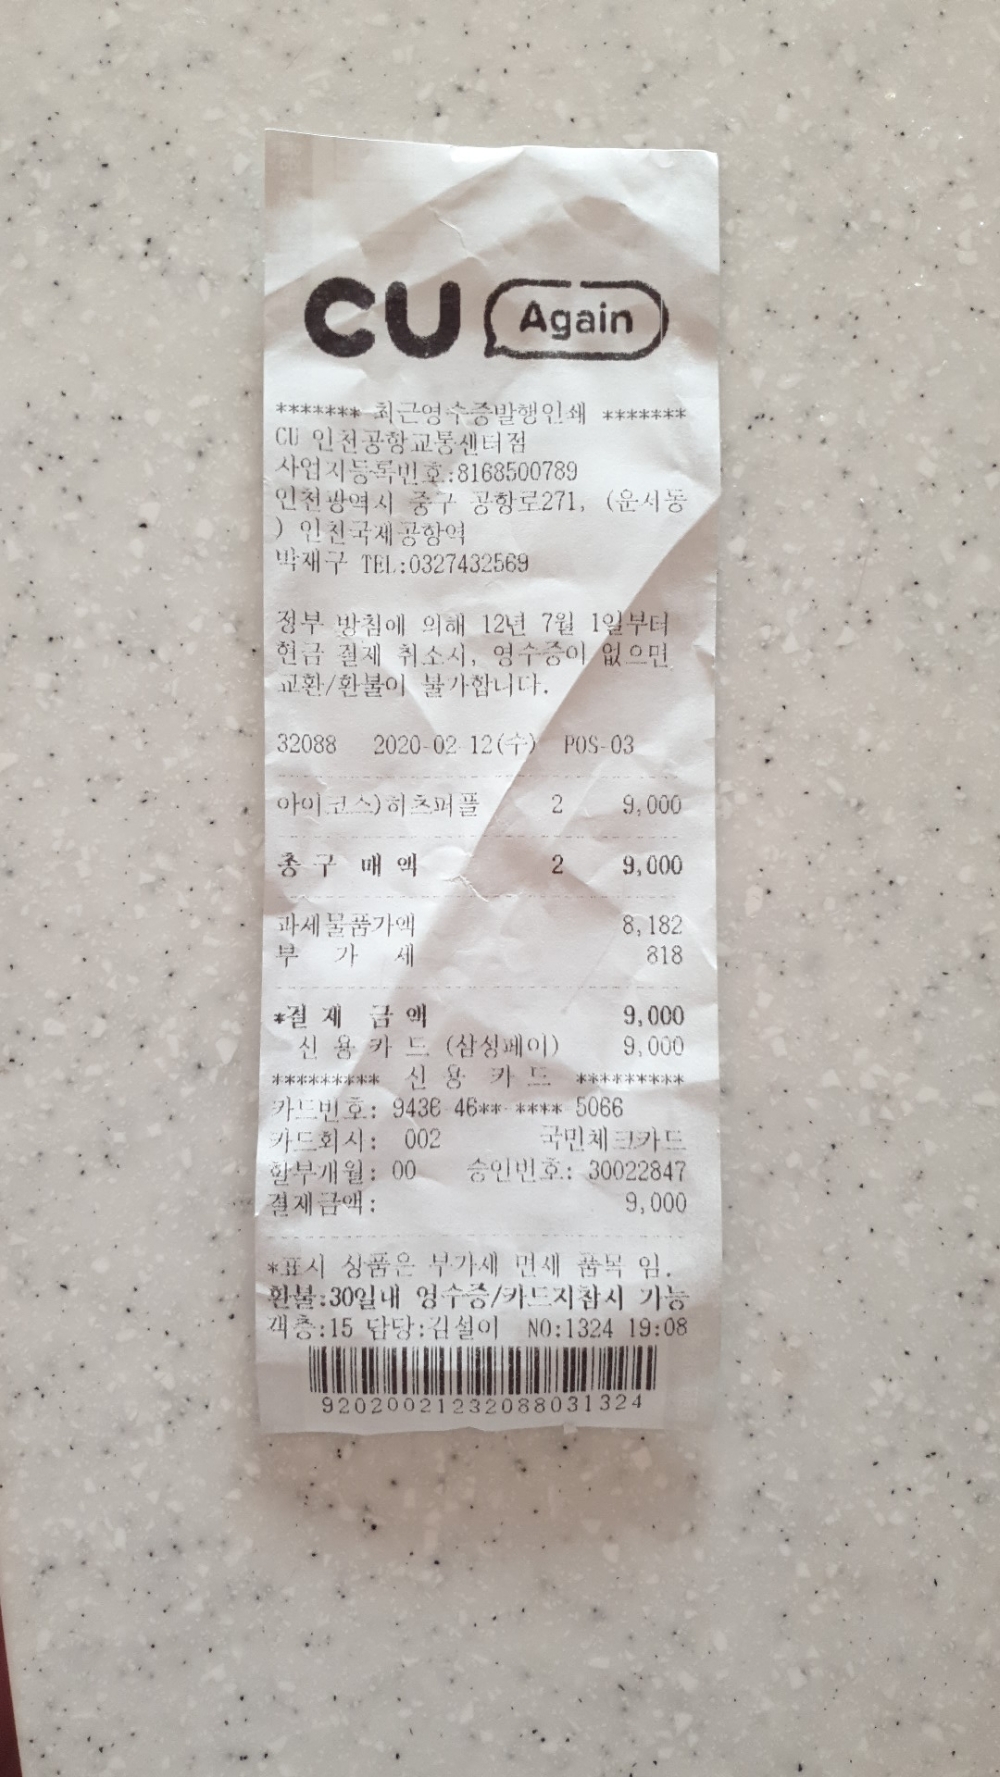 CU Again
******* 최근영수증발행인쇄 *******
CU 인천공항교통센터점
사업자등록번호:8168500789
인천광역시 중구 공항로271, (운서동
) 인천국제공항역
박재구 TEL:0327432569
정부 방침에 의해 12년 7월 1일부터
현금 결제 취소시, 영수증이 없으면
교환/환불이 불가합니다.
32088 2020-02-12(수) POS-03
아이코스)히츠퍼플 2 9,000
총 구 매 액 2 9,000
과세물품가액 8,182
부 가 세 818
*결 제 금 액 9,000
신 용 카 드 (삼성페이) 9,000
********* 신 용 카 드 *********
카드번호: 9436-46**-****-5066
카드회사: 002 국민체크카드
할부개월: 00 승인번호: 30022847
결제금액: 9,000
*표시 상품은 부가세 면세 품목 임.
환불:30일내 영수증/카드지참시 가능
객층:15 담당:김설이 NO:1324 19:08
9202002123208803​1324